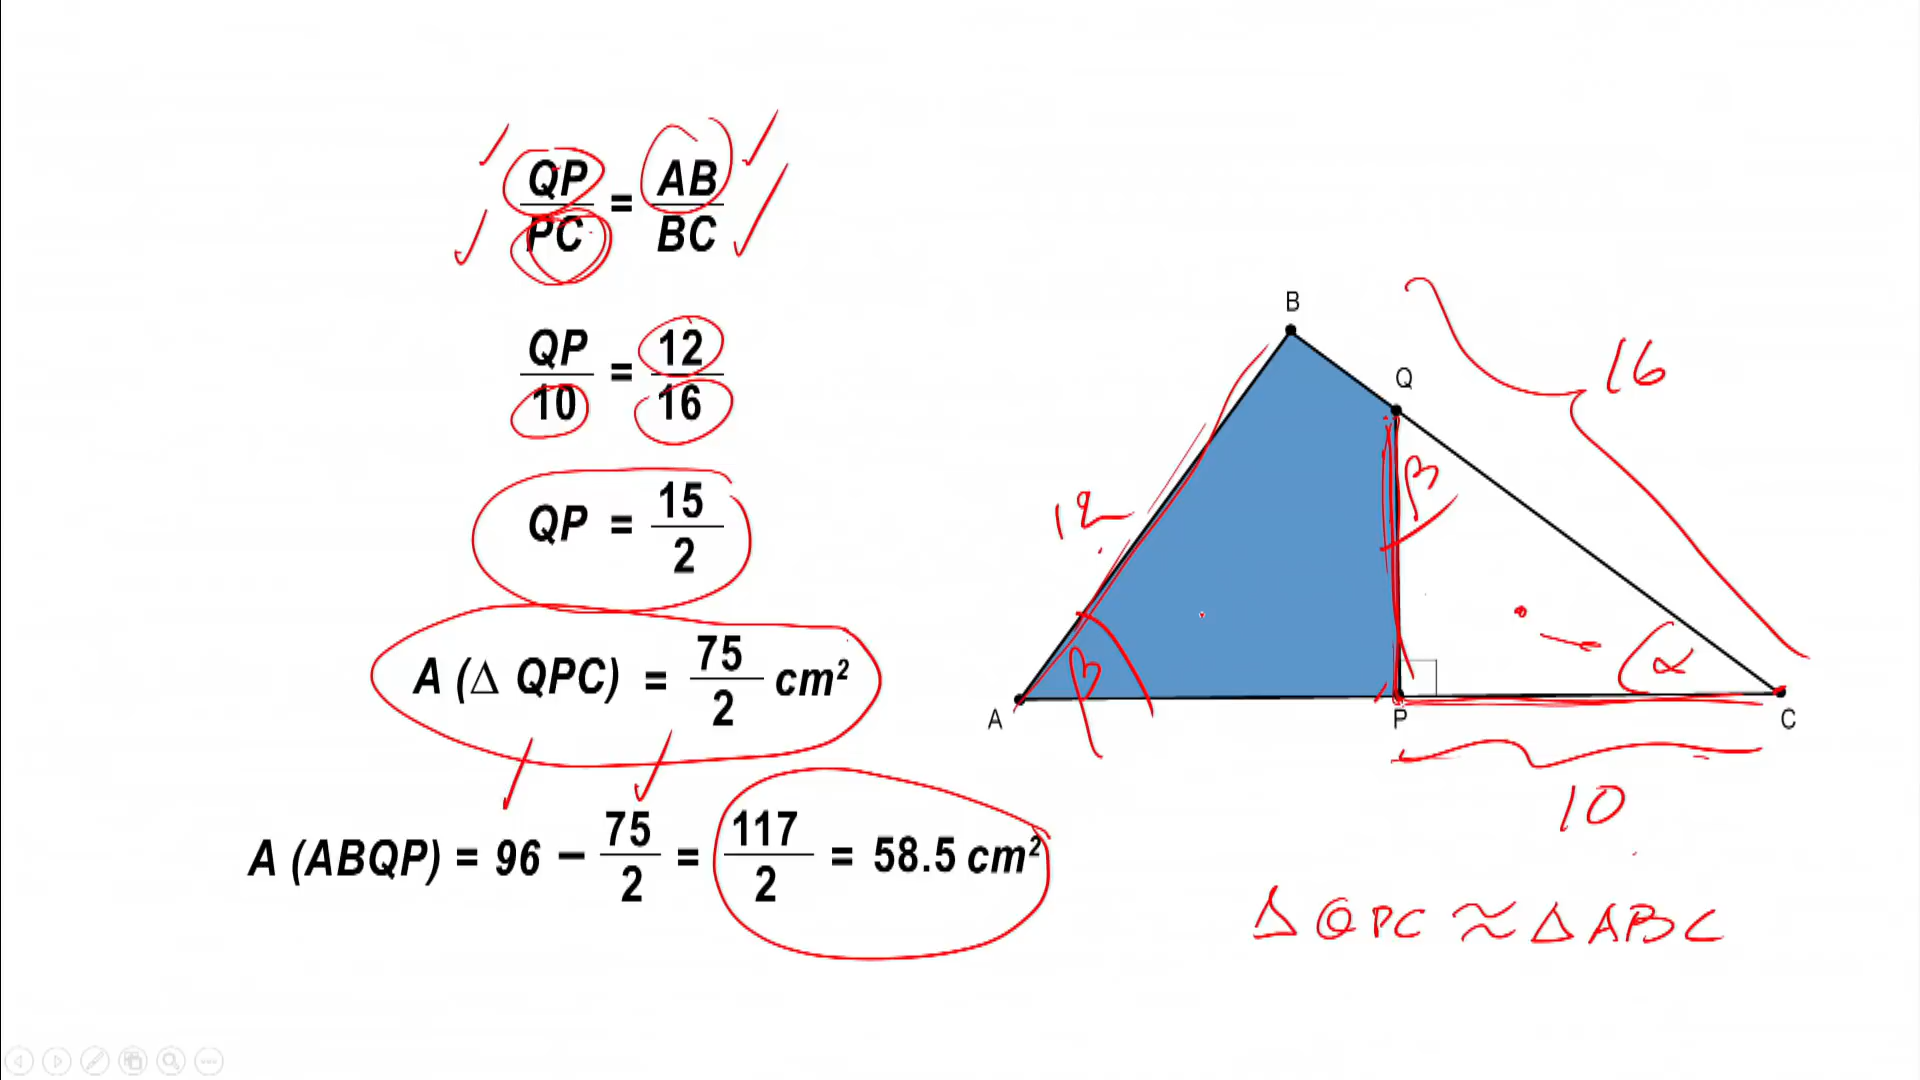 QP/PC = AB/BC
QP/10 = 12/16
QP = 15/2
A (Δ QPC) = 75/2 cm²
A (ABQP) = 96 − 75/2 = 117/2 = 58.5 cm²
B
16
Q
β
12
β
α
A
P
C
10
Δ QPC ≈ Δ ABC